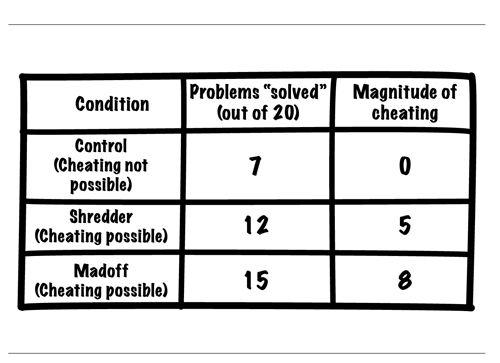 Condition
Problems “solved”
(out of 20)
Magnitude of
cheating
Control
(Cheating not
possible)
7
0
Shredder
(Cheating possible)
12
5
Madoff
(Cheating possible)
15
8